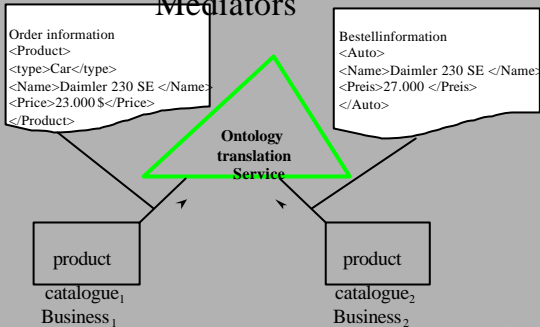 Mediators
Order information
<Product>
<type>Car</type>
<Name>Daimler 230 SE </Name>
<Price>23.000 $</Price>
</Product>
Bestellinformation
<Auto>
<Name>Daimler 230 SE </Name>
<Preis>27.000 </Preis>
</Auto>
Ontology
translation
Service
product
catalogue₁
Business₁
product
catalogue₂
Business₂